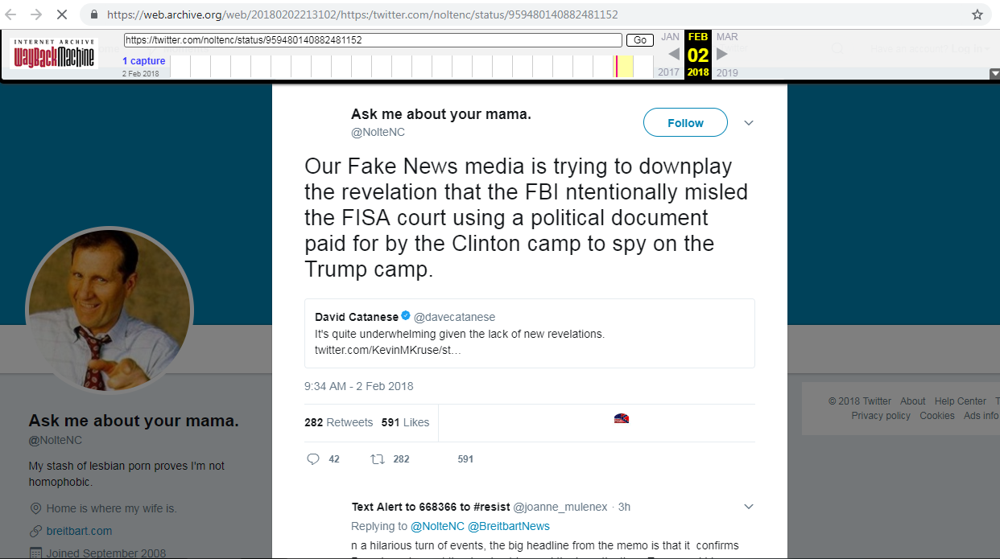 https://web.archive.org/web/20180202213102/https://twitter.com/noltenc/status/959480140882481152
INTERNET ARCHIVE
WayBackMachine
https://twitter.com/noltenc/status/959480140882481152
Go
JAN
FEB
MAR
1 capture
02
2 Feb 2018
2017
2018
2019
Ask me about your mama.
@NolteNC
Follow
Our Fake News media is trying to downplay
the revelation that the FBI ntentionally misled
the FISA court using a political document
paid for by the Clinton camp to spy on the
Trump camp.
David Catanese @davecatanese
It's quite underwhelming given the lack of new revelations.
twitter.com/KevinMKruse/st…
9:34 AM - 2 Feb 2018
282 Retweets 591 Likes
42 282 591
Text Alert to 668366 to #resist @joanne_mulenex · 3h
Replying to @NolteNC @BreitbartNews
n a hilarious turn of events, the big headline from the memo is that it confirms
Ask me about your mama.
@NolteNC
My stash of lesbian porn proves I'm not
homophobic.
Home is where my wife is.
breitbart.com
Joined September 2008
© 2018 Twitter About Help Center T
Privacy policy Cookies Ads info